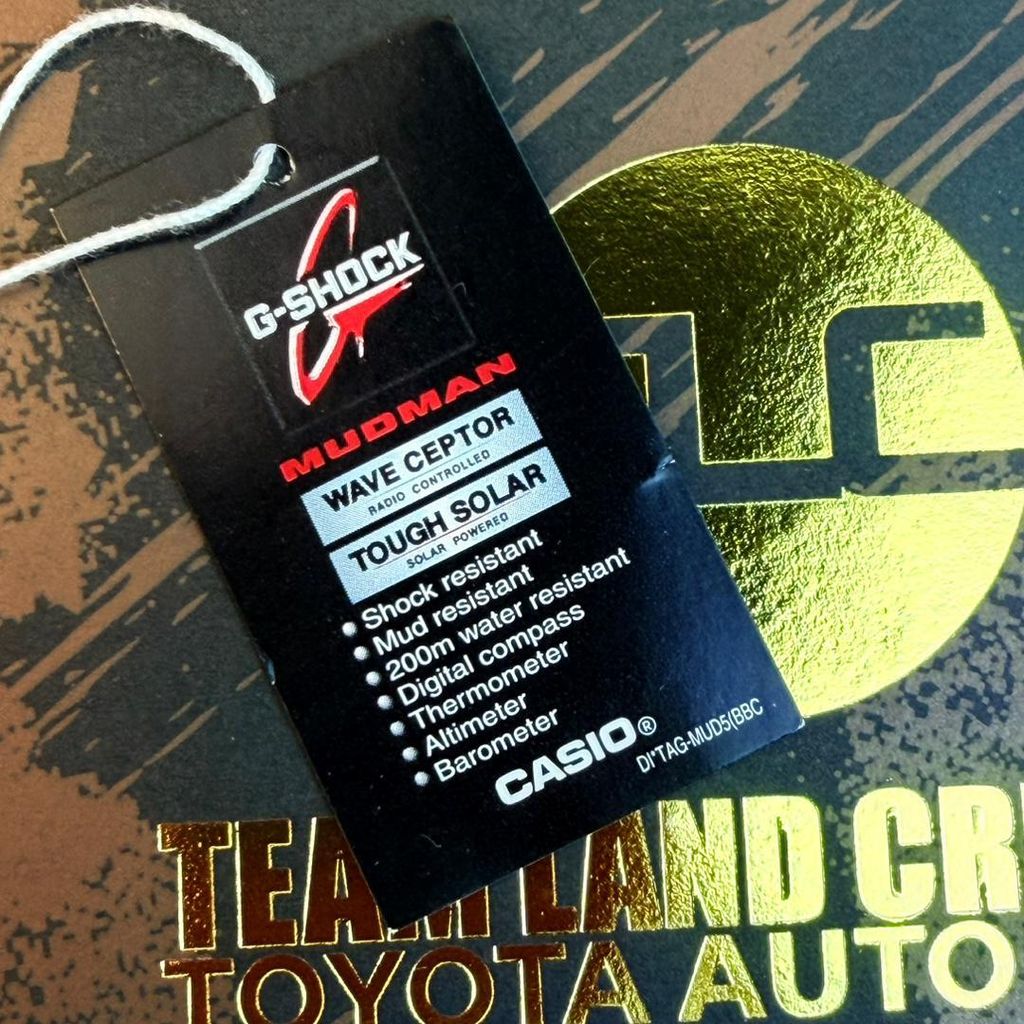 G-SHOCK
MUDMAN
WAVE CEPTOR
RADIO CONTROLLED
TOUGH SOLAR
SOLAR POWERED
• Shock resistant
• Mud resistant
• 200m water resistant
• Digital compass
• Thermometer
• Altimeter
• Barometer
CASIO®
DI*TAG-MUD5(BBC
TEAM LAND CR
TOYOTA AUTO